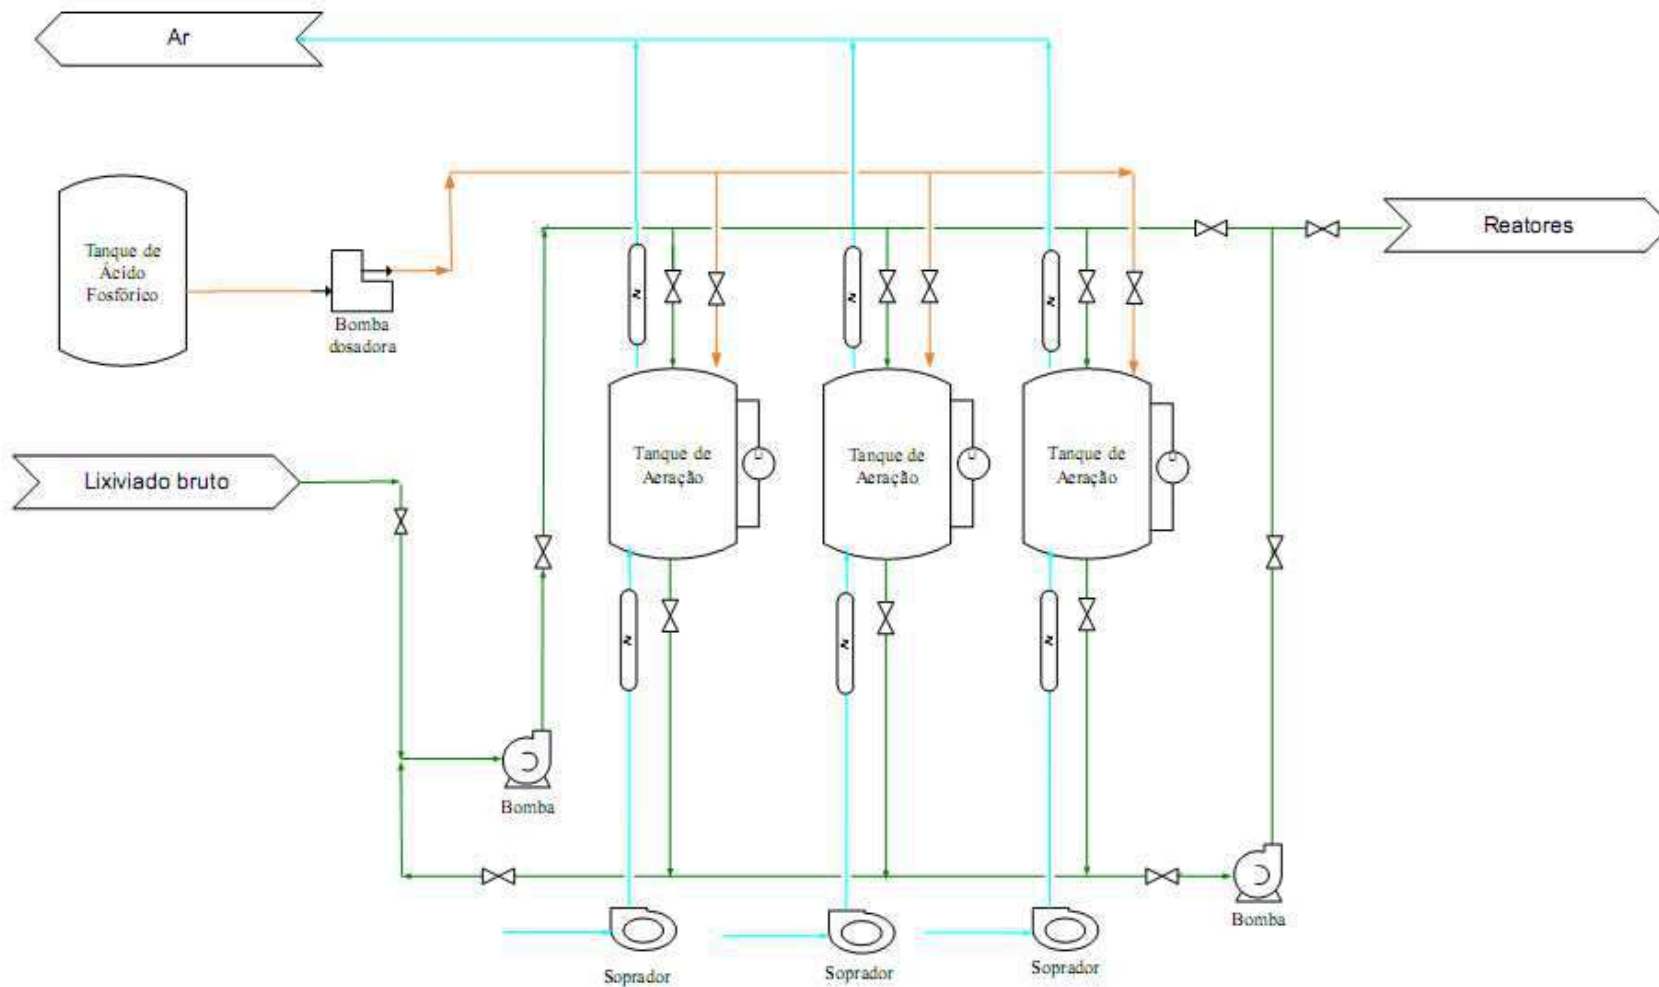 Ar
Tanque de
Ácido
Fosfórico
Bomba
dosadora
Reatores
Lixiviado bruto
Tanque de
Aeração
Tanque de
Aeração
Tanque de
Aeração
Bomba
Bomba
Soprador
Soprador
Soprador